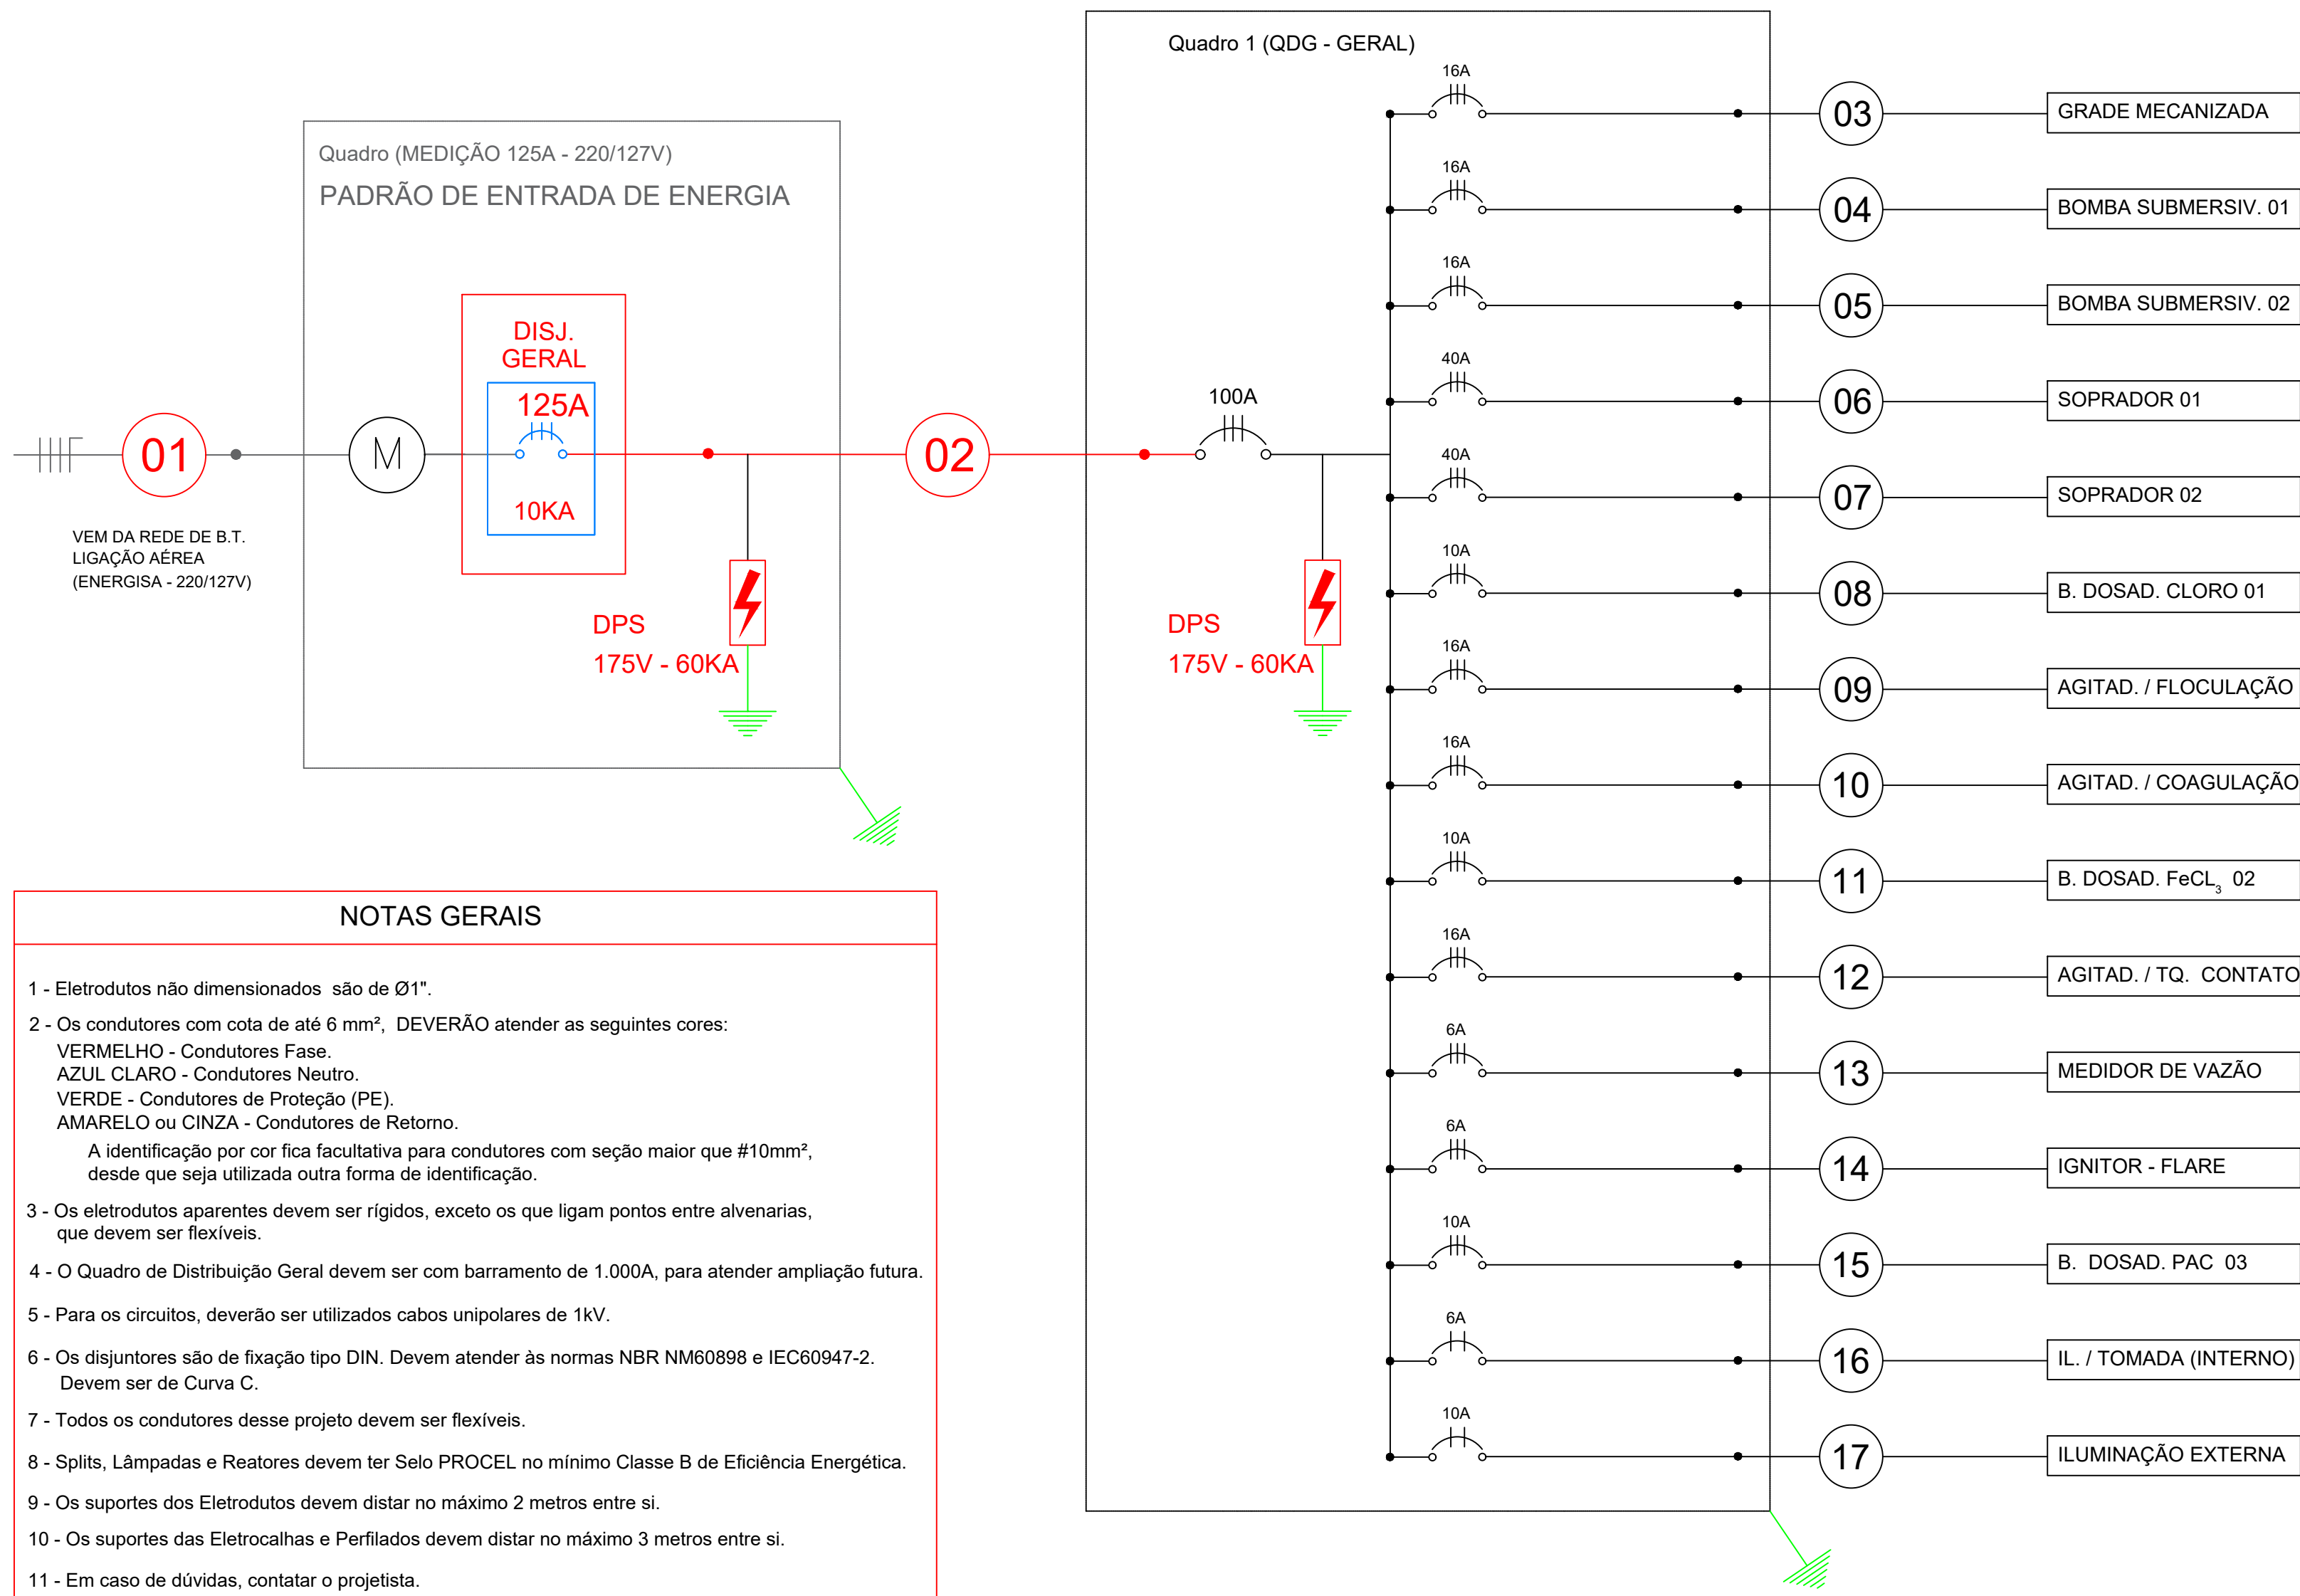 Quadro (MEDIÇÃO 125A - 220/127V)
PADRÃO DE ENTRADA DE ENERGIA
DISJ.
GERAL
125A
10KA
01
M
VEM DA REDE DE B.T.
LIGAÇÃO AÉREA
(ENERGISA - 220/127V)
DPS
175V - 60KA
02
Quadro 1 (QDG - GERAL)
100A
DPS
175V - 60KA
16A 03 GRADE MECANIZADA
16A 04 BOMBA SUBMERSIV. 01
16A 05 BOMBA SUBMERSIV. 02
40A 06 SOPRADOR 01
40A 07 SOPRADOR 02
10A 08 B. DOSAD. CLORO 01
16A 09 AGITAD. / FLOCULAÇÃO
16A 10 AGITAD. / COAGULAÇÃO
10A 11 B. DOSAD. FeCL₃ 02
16A 12 AGITAD. / TQ. CONTATO
6A 13 MEDIDOR DE VAZÃO
6A 14 IGNITOR - FLARE
10A 15 B. DOSAD. PAC 03
6A 16 IL. / TOMADA (INTERNO)
10A 17 ILUMINAÇÃO EXTERNA
NOTAS GERAIS
1 - Eletrodutos não dimensionados são de Ø1".
2 - Os condutores com cota de até 6 mm², DEVERÃO atender as seguintes cores:
VERMELHO - Condutores Fase.
AZUL CLARO - Condutores Neutro.
VERDE - Condutores de Proteção (PE).
AMARELO ou CINZA - Condutores de Retorno.
A identificação por cor fica facultativa para condutores com seção maior que #10mm²,
desde que seja utilizada outra forma de identificação.
3 - Os eletrodutos aparentes devem ser rígidos, exceto os que ligam pontos entre alvenarias,
que devem ser flexíveis.
4 - O Quadro de Distribuição Geral devem ser com barramento de 1.000A, para atender ampliação futura.
5 - Para os circuitos, deverão ser utilizados cabos unipolares de 1kV.
6 - Os disjuntores são de fixação tipo DIN. Devem atender às normas NBR NM60898 e IEC60947-2.
Devem ser de Curva C.
7 - Todos os condutores desse projeto devem ser flexíveis.
8 - Splits, Lâmpadas e Reatores devem ter Selo PROCEL no mínimo Classe B de Eficiência Energética.
9 - Os suportes dos Eletrodutos devem distar no máximo 2 metros entre si.
10 - Os suportes das Eletrocalhas e Perfilados devem distar no máximo 3 metros entre si.
11 - Em caso de dúvidas, contatar o projetista.